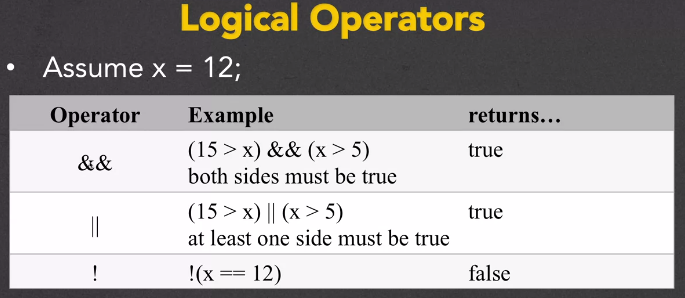 Logical Operators
• Assume x = 12;
Operator Example returns…
&& (15 > x) && (x > 5) true
both sides must be true
|| (15 > x) || (x > 5) true
at least one side must be true
! !(x == 12) false